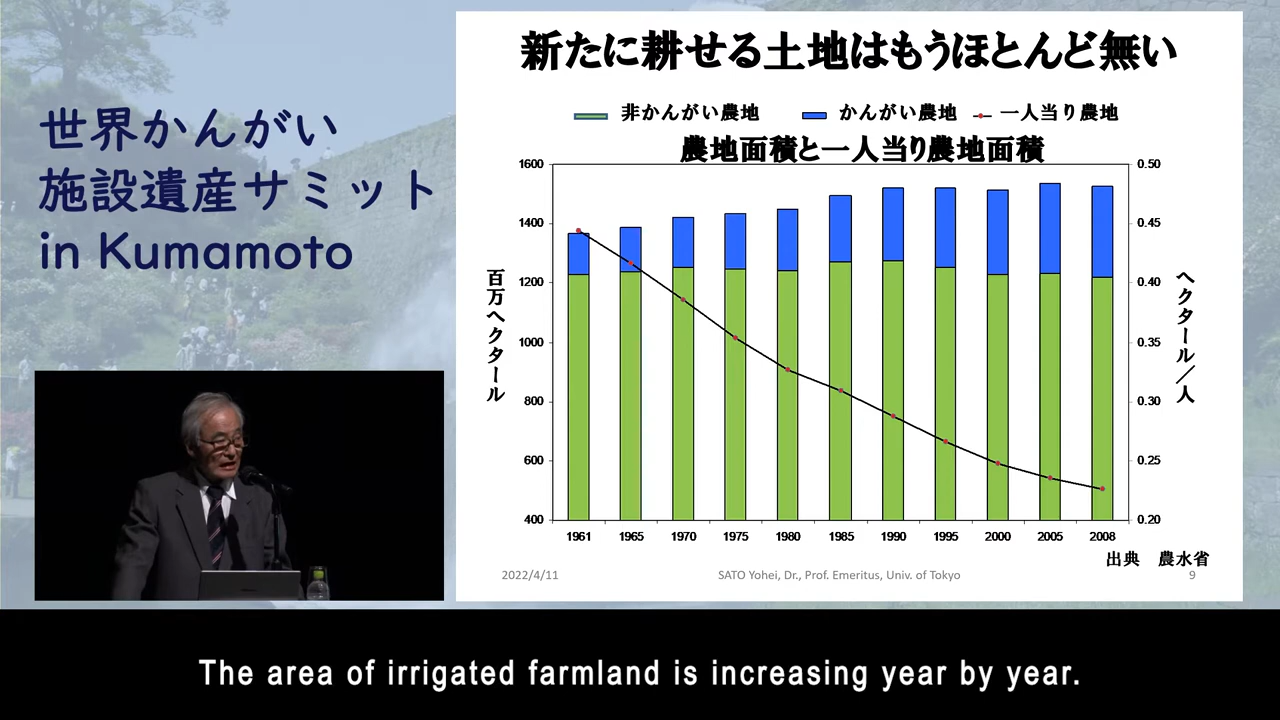 世界かんがい
施設遺産サミット
in Kumamoto
新たに耕せる土地はもうほとんど無い
非かんがい農地 かんがい農地 一人当り農地
農地面積と一人当り農地面積
百万ヘクタール
1600
1400
1200
1000
800
600
400
0.50
0.45
0.40
0.35
0.30
0.25
0.20
ヘクタール/人
1961 1965 1970 1975 1980 1985 1990 1995 2000 2005 2008
出典 農水省
2022/4/11 SATO Yohei, Dr., Prof. Emeritus, Univ. of Tokyo 9
The area of irrigated farmland is increasing year by year.